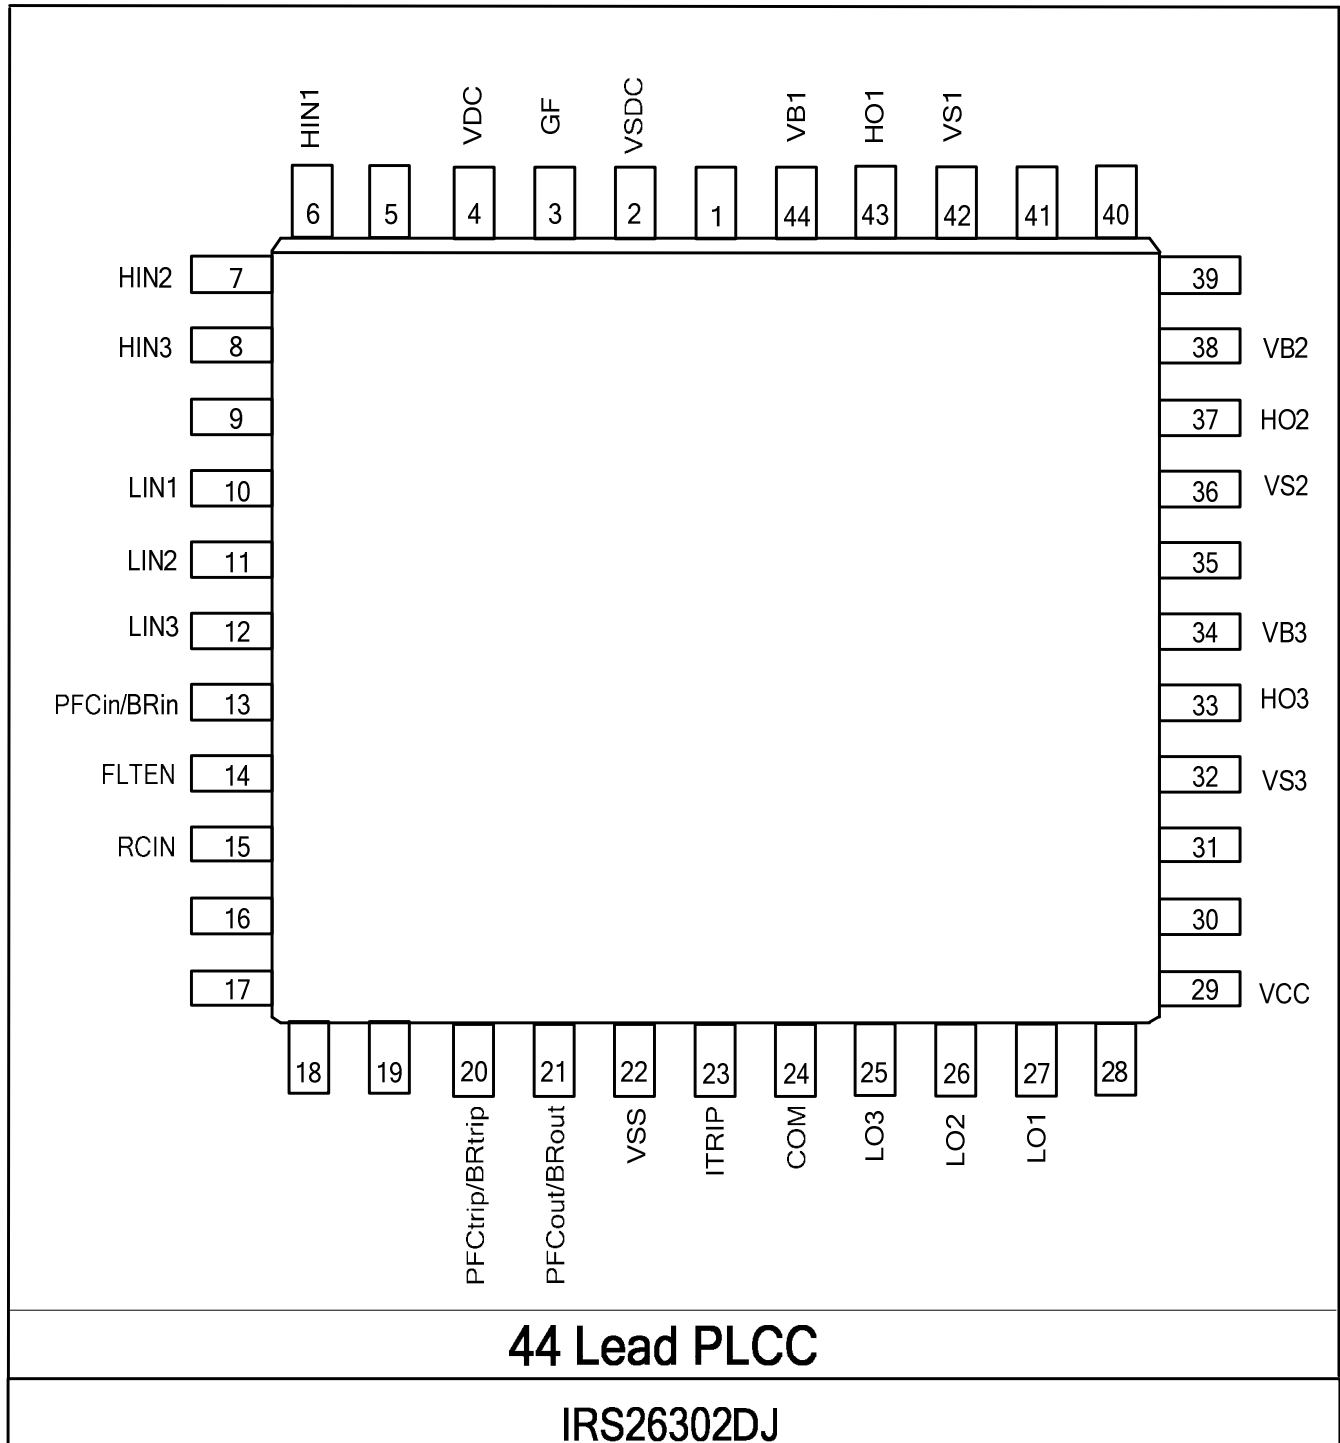 HIN1
VDC
GF
VSDC
VB1
HO1
VS1
6 5 4 3 2 1 44 43 42 41 40
HIN2 7
HIN3 8
9
LIN1 10
LIN2 11
LIN3 12
PFCin/BRin 13
FLTEN 14
RCIN 15
16
17
39
38 VB2
37 HO2
36 VS2
35
34 VB3
33 HO3
32 VS3
31
30
29 VCC
18 19 20 21 22 23 24 25 26 27 28
PFCtrip/BRtrip
PFCout/BRout
VSS
ITRIP
COM
LO3
LO2
LO1
44 Lead PLCC
IRS26302DJ